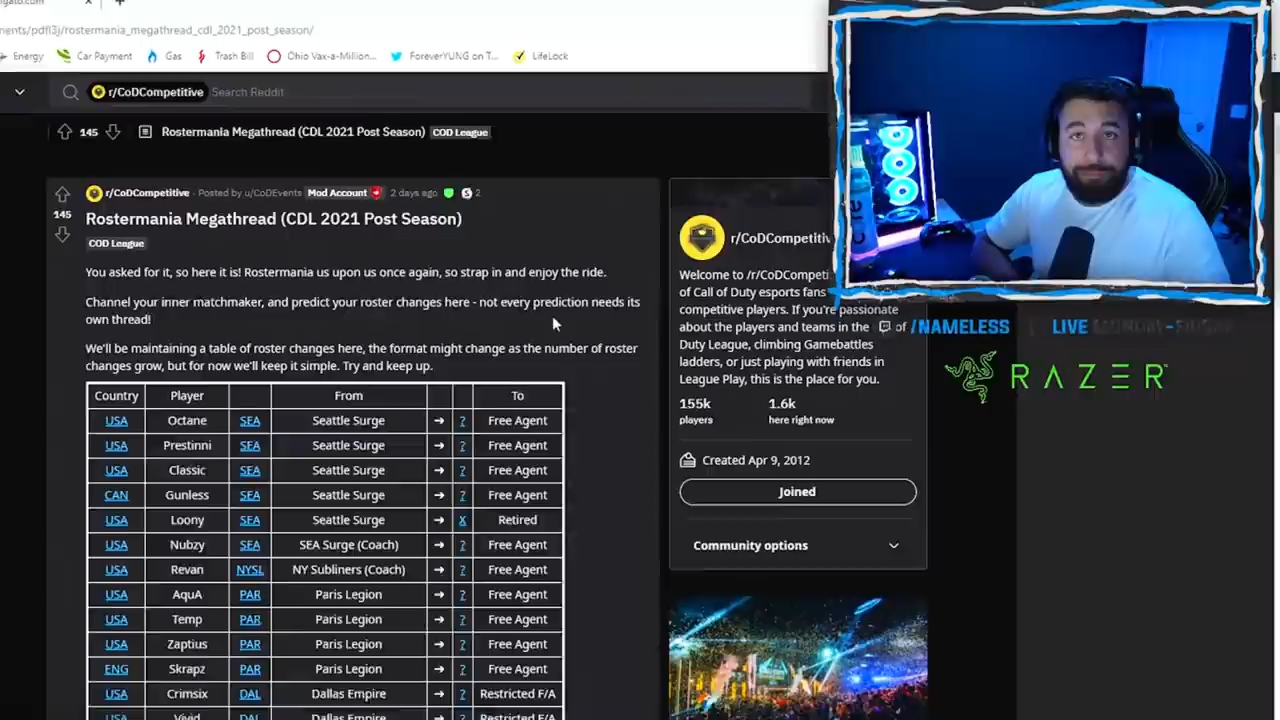 ments/pdfl3j/rostermania_megathread_cdl_2021_post_season/
Energy
Car Payment
Gas
Trash Bill
Ohio Vax-a-Million...
ForeverYUNG on T...
LifeLock
r/CoDCompetitive
Search Reddit
145
Rostermania Megathread (CDL 2021 Post Season)
COD League
r/CoDCompetitive · Posted by u/CoDEvents Mod Account 2 days ago 2
145
Rostermania Megathread (CDL 2021 Post Season)
COD League
You asked for it, so here it is! Rostermania us upon us once again, so strap in and enjoy the ride.
Channel your inner matchmaker, and predict your roster changes here - not every prediction needs its
own thread!
We'll be maintaining a table of roster changes here, the format might change as the number of roster
changes grow, but for now we'll keep it simple. Try and keep up.
Country Player From To
USA Octane SEA Seattle Surge → ? Free Agent
USA Prestinni SEA Seattle Surge → ? Free Agent
USA Classic SEA Seattle Surge → ? Free Agent
CAN Gunless SEA Seattle Surge → ? Free Agent
USA Loony SEA Seattle Surge → X Retired
USA Nubzy SEA SEA Surge (Coach) → ? Free Agent
USA Revan NYSL NY Subliners (Coach) → ? Free Agent
USA AquA PAR Paris Legion → ? Free Agent
USA Temp PAR Paris Legion → ? Free Agent
USA Zaptius PAR Paris Legion → ? Free Agent
ENG Skrapz PAR Paris Legion → ? Free Agent
USA Crimsix DAL Dallas Empire → ? Restricted F/A
USA Vivid DAL Dallas Empire → ? Restricted F/A
r/CoDCompetitiv
Welcome to /r/CoDCompeti
of Call of Duty esports fans
competitive players. If you're passionate
about the players and teams in the of
Duty League, climbing Gamebattles
ladders, or just playing with friends in
League Play, this is the place for you.
155k
players
1.6k
here right now
Created Apr 9, 2012
Joined
Community options
/NAMELESS
LIVE
RAZER